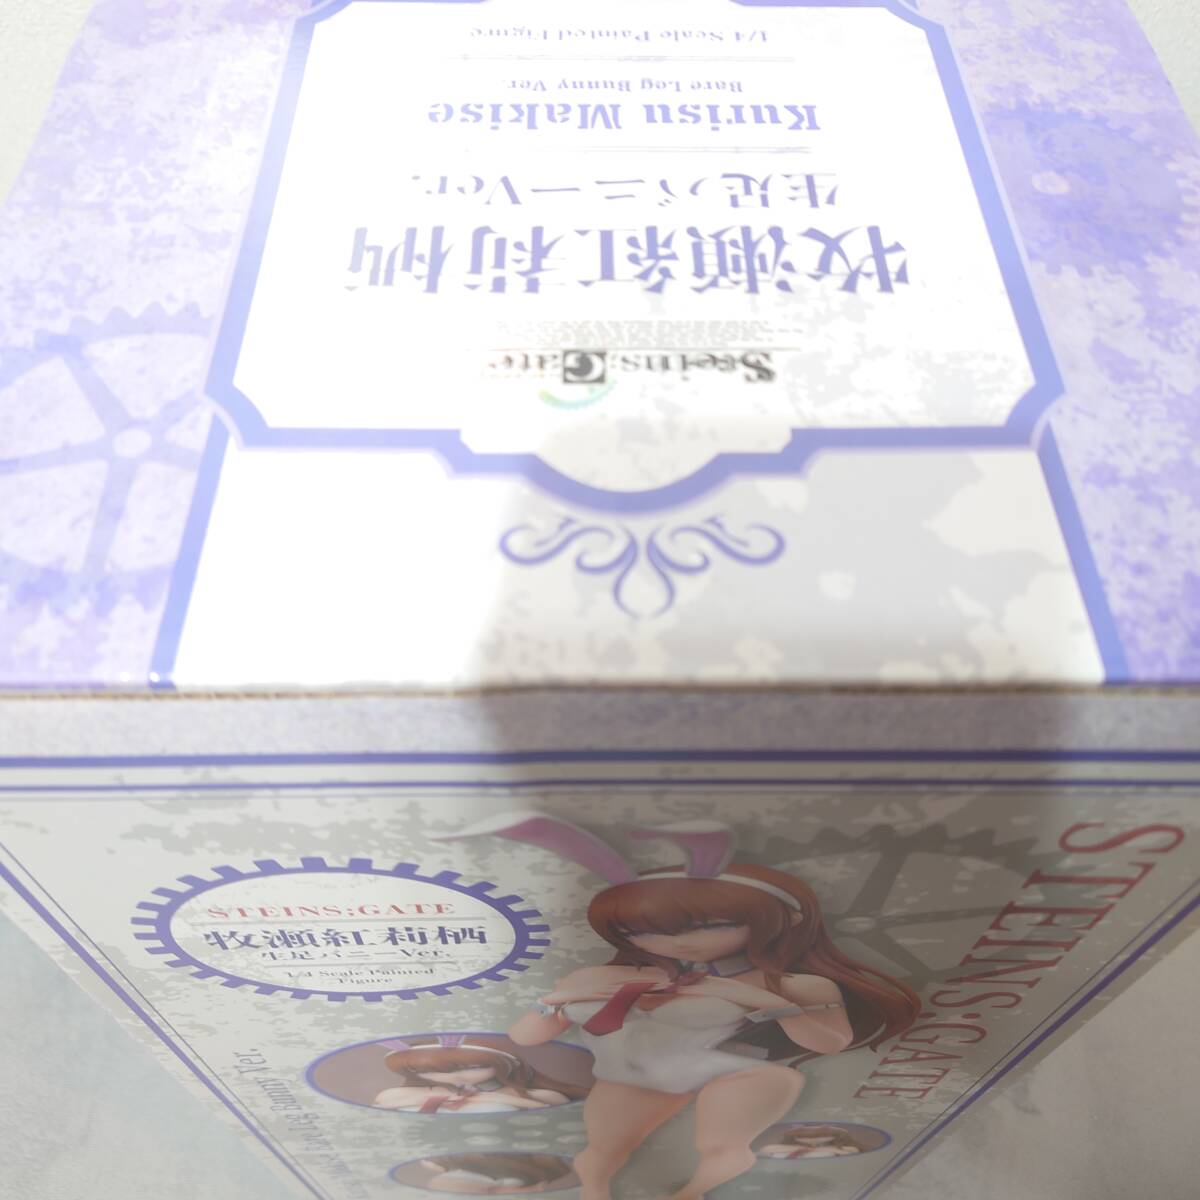 Steins;Gate
牧瀬紅莉栖
生足バニーVer.
Kurisu Makise
Bare Leg Bunny Ver.
1/4 Scale Painted Figure
STEINS;GATE
牧瀬紅莉栖
生足バニーVer.
1/4 Scale Painted
Figure
STEINS;GATE
Bare Leg Bunny Ver.